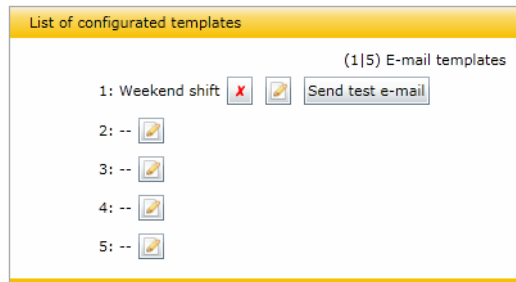 List of configurated templates
(1|5) E-mail templates
1: Weekend shift ✗ Send test e-mail
2: --
3: --
4: --
5: --